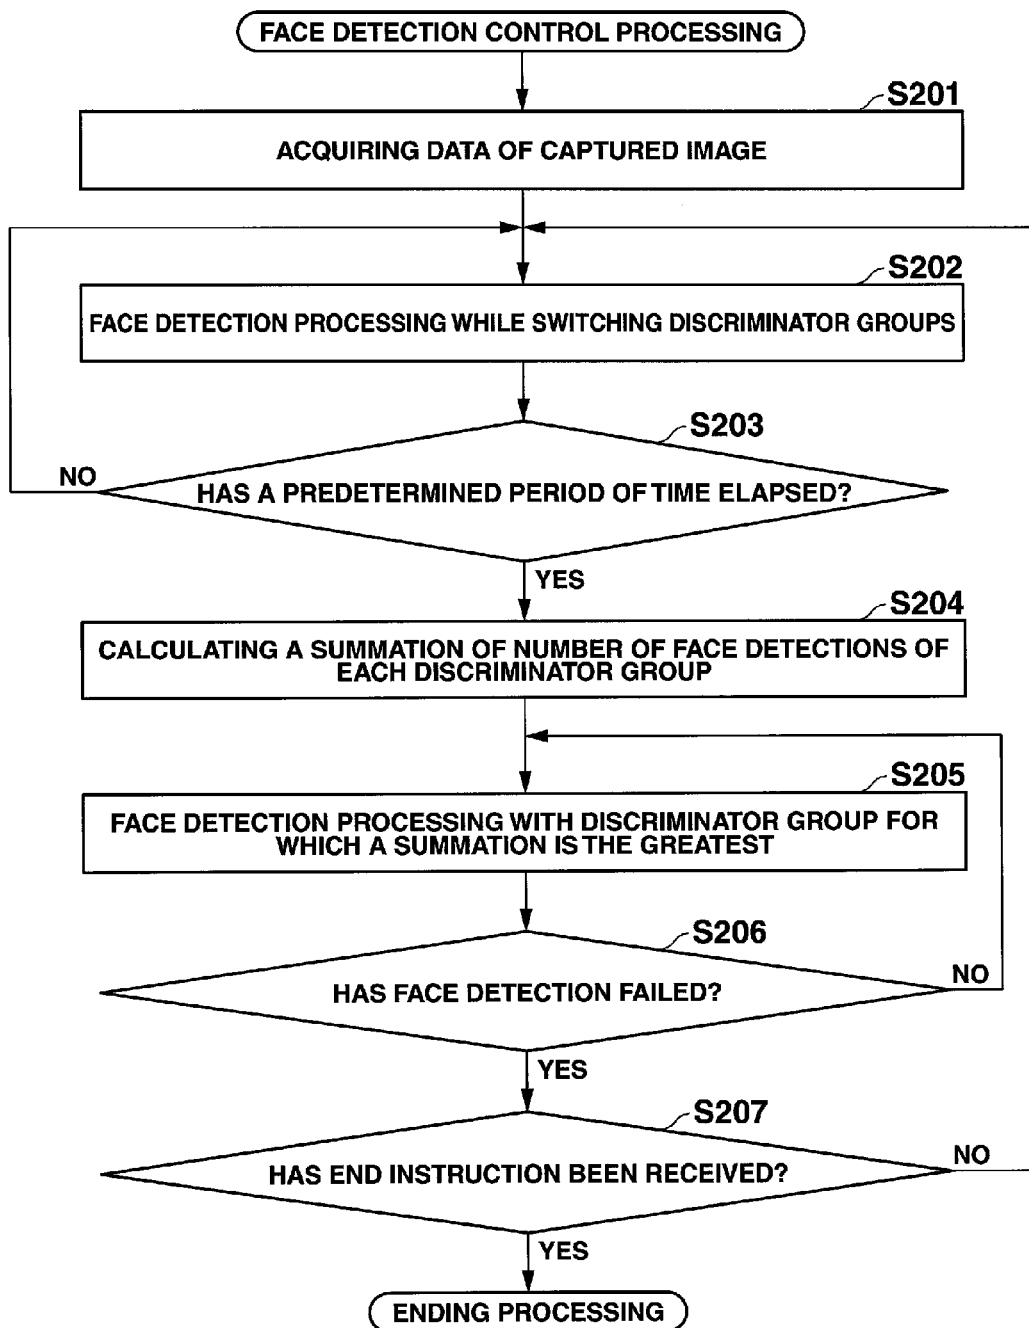 FACE DETECTION CONTROL PROCESSING
S201
ACQUIRING DATA OF CAPTURED IMAGE
S202
FACE DETECTION PROCESSING WHILE SWITCHING DISCRIMINATOR GROUPS
S203
NO
HAS A PREDETERMINED PERIOD OF TIME ELAPSED?
YES
S204
CALCULATING A SUMMATION OF NUMBER OF FACE DETECTIONS OF
EACH DISCRIMINATOR GROUP
S205
FACE DETECTION PROCESSING WITH DISCRIMINATOR GROUP FOR
WHICH A SUMMATION IS THE GREATEST
S206
NO
HAS FACE DETECTION FAILED?
YES
S207
NO
HAS END INSTRUCTION BEEN RECEIVED?
YES
ENDING PROCESSING